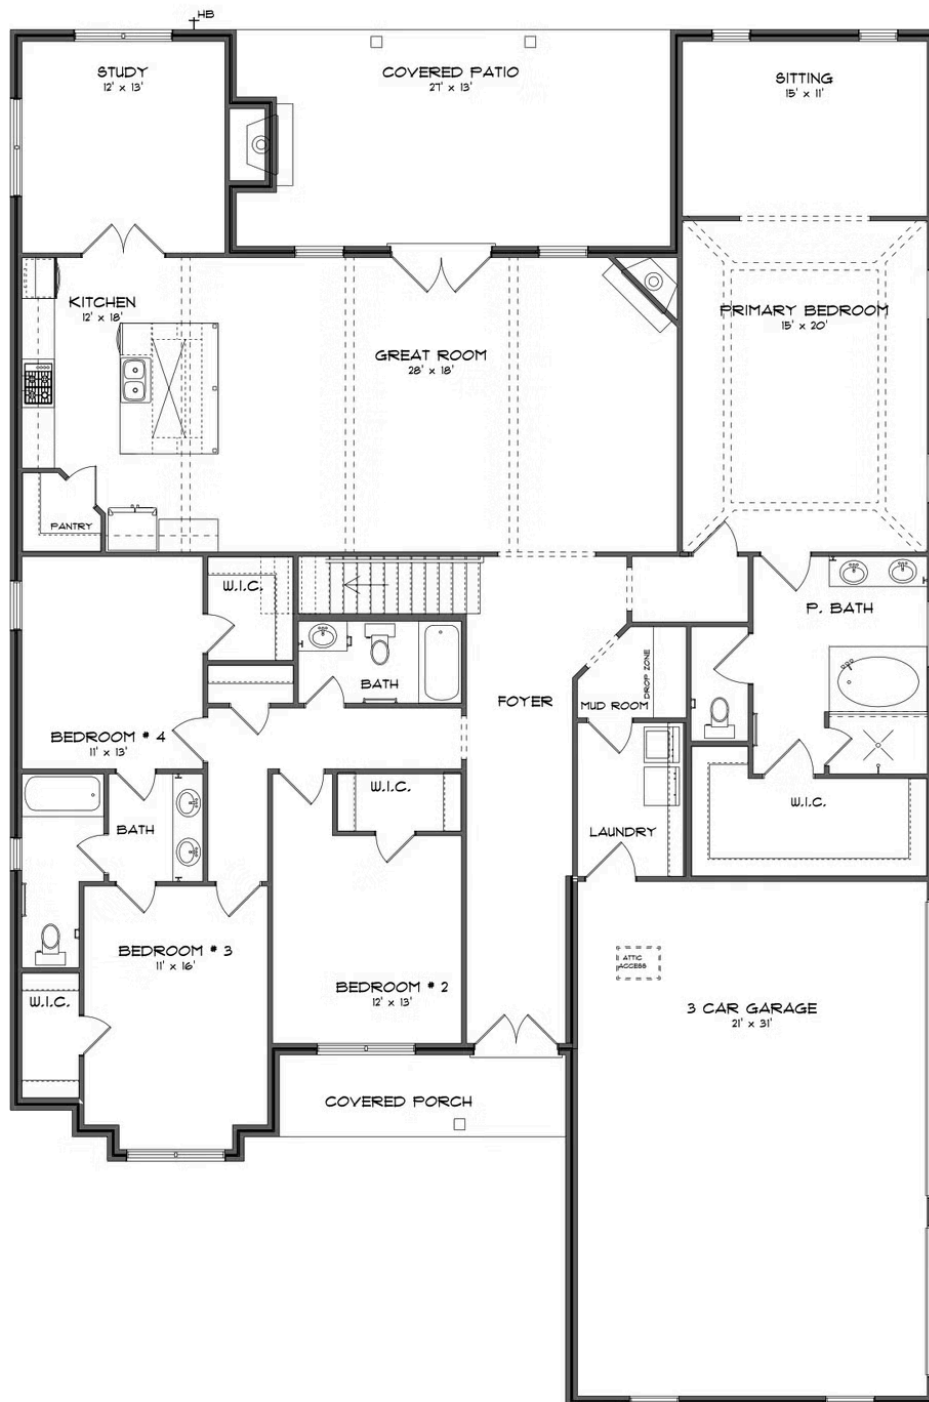 HB
STUDY
12' x 13'
COVERED PATIO
27' x 13'
SITTING
15' x 11'
KITCHEN
12' x 18'
GREAT ROOM
28' x 18'
PRIMARY BEDROOM
15' x 20'
PANTRY
W.I.C.
P. BATH
BATH
FOYER
MUD ROOM
DROP ZONE
BEDROOM # 4
11' x 13'
W.I.C.
W.I.C.
BATH
LAUNDRY
BEDROOM # 3
11' x 16'
ATTIC
ACCESS
BEDROOM # 2
12' x 13'
W.I.C.
3 CAR GARAGE
21' x 31'
COVERED PORCH